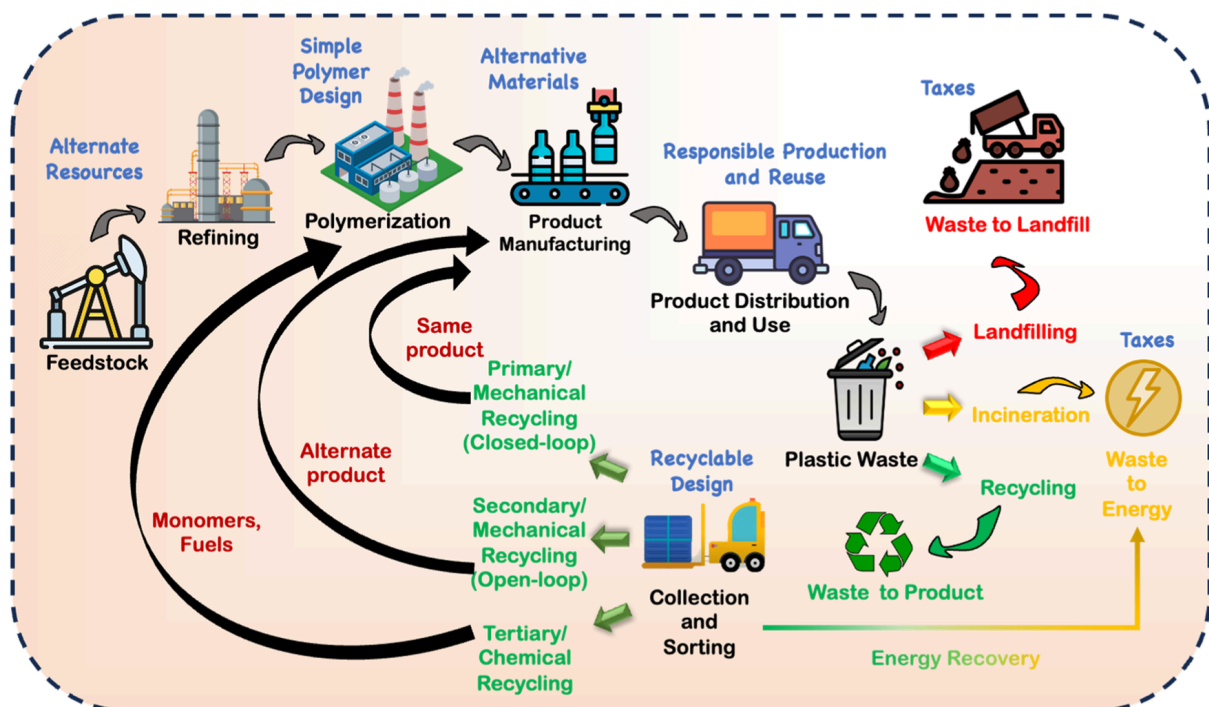 Alternate
Resources
Feedstock
Refining
Simple
Polymer
Design
Polymerization
Alternative
Materials
Product
Manufacturing
Responsible Production
and Reuse
Product Distribution
and Use
Taxes
Waste to Landfill
Landfilling
Plastic Waste
Incineration
Taxes
Waste
to
Energy
Recycling
Waste to Product
Recyclable
Design
Collection
and
Sorting
Energy Recovery
Same
product
Primary/
Mechanical
Recycling
(Closed-loop)
Alternate
product
Secondary/
Mechanical
Recycling
(Open-loop)
Monomers,
Fuels
Tertiary/
Chemical
Recycling